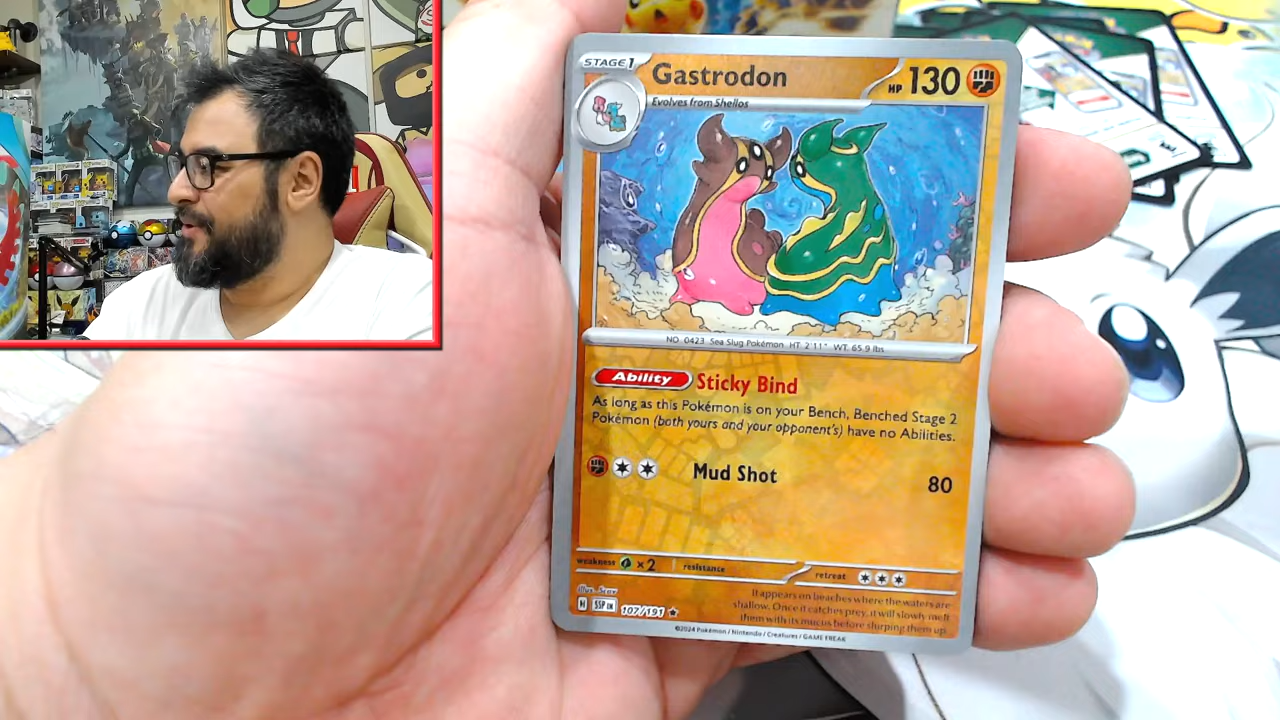 STAGE 1
Gastrodon
HP 130
Evolves from Shellos
NO. 0423 Sea Slug Pokémon HT: 2'11" WT: 65.9 lbs
Ability Sticky Bind
As long as this Pokémon is on your Bench, Benched Stage 2
Pokémon (both yours and your opponent's) have no Abilities.
Mud Shot 80
weakness ×2 resistance retreat
It appears on beaches where the waters are
shallow. Once it catches prey, it will slowly melt
them with its mucus before slurping them up.
Illus.
H SSP EN 107/191
©2024 Pokémon / Nintendo / Creatures / GAME FREAK